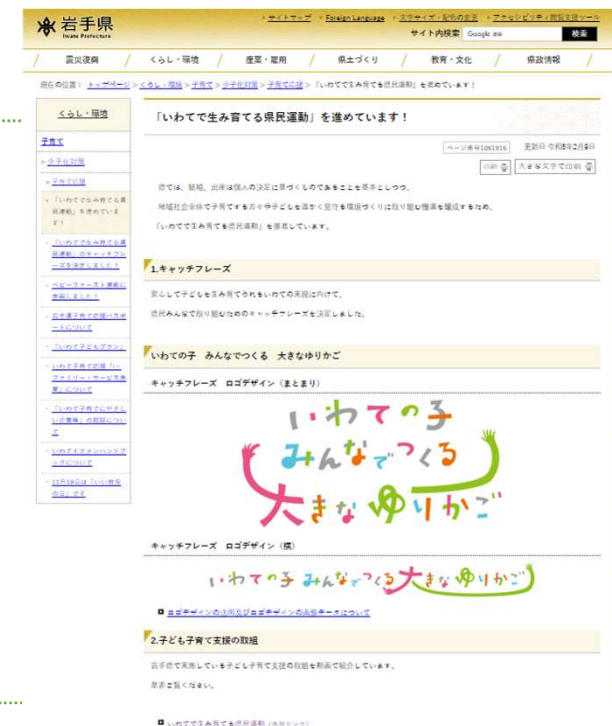 岩手県
Iwate Prefecture
サイトマップ
Foreign Language
文字サイズ・配色の変更
アクセシビリティ閲覧支援ツール
サイト内検索
Google
検索
震災復興
くらし・環境
産業・雇用
県土づくり
教育・文化
県政情報
現在の位置： トップページ > くらし・環境 > 子育て > 少子化対策 > 子育て応援 > 「いわてで生み育てる県民運動」を進めています！
くらし・環境
子育て
少子化対策
子育て応援
「いわてで生み育てる県
民運動」を進めていま
す！
「いわてで生み育てる県
民運動」のキャッチフレ
ーズを決定しました！
ベビーファースト運動に
参画しました！
岩手県子育て応援パスポ
ートについて
「いわて子どもプラン」
いわて子育て応援「i・
ファミリー・サービス事
業」について
「いわて子育てにやさし
い企業等」の認証につい
て
いわてイクメンハンドブ
ックについて
11月19日は「いい育児
の日」です
「いわてで生み育てる県民運動」を進めています！
ページ番号1061916
更新日 令和5年2月8日
印刷
大きな文字で印刷
県では、結婚、出産は個人の決定に基づくものであることを基本としつつ、
地域社会全体で子育てする方々や子どもを温かく見守る環境づくりに取り組む機運を醸成するため、
「いわてで生み育てる県民運動」を推進しています。
1.キャッチフレーズ
安心して子どもを生み育てられるいわての実現に向けて、
県民みんなで取り組むためのキャッチフレーズを決定しました。
いわての子 みんなでつくる 大きなゆりかご
キャッチフレーズ ロゴデザイン（まとまり）
いわての子
みんなでつくる
大きなゆりかご
キャッチフレーズ ロゴデザイン（横）
いわての子 みんなでつくる 大きなゆりかご
ロゴデザインの活用及びロゴデザインの画像データについて
2.子ども子育て支援の取組
岩手県で実施している子ども子育て支援の取組を動画で紹介しています。
是非ご覧ください。
いわてで生み育てる県民運動（外部リンク）